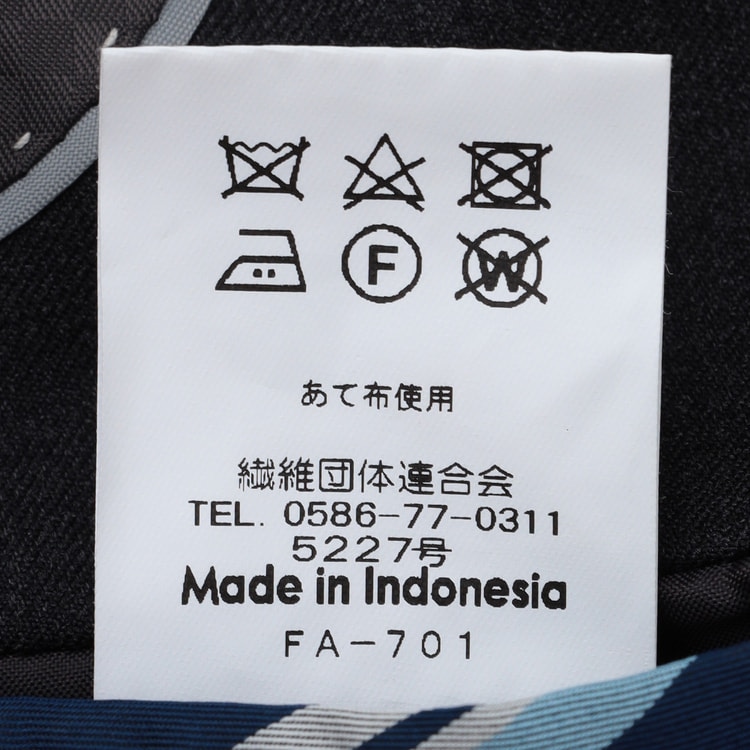 F W
あて布使用
繊維団体連合会
TEL. 0586-77-0311
5227号
Made in Indonesia
FA-701